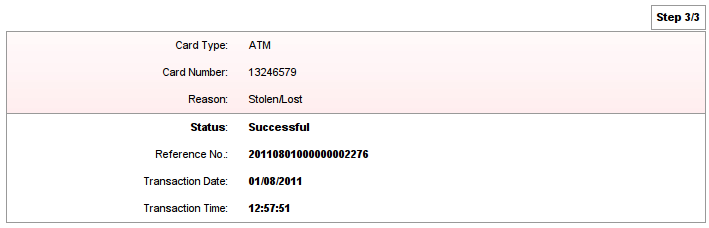 Step 3/3
Card Type: ATM
Card Number: 13246579
Reason: Stolen/Lost
Status: Successful
Reference No.: 20110801000000002276
Transaction Date: 01/08/2011
Transaction Time: 12:57:51